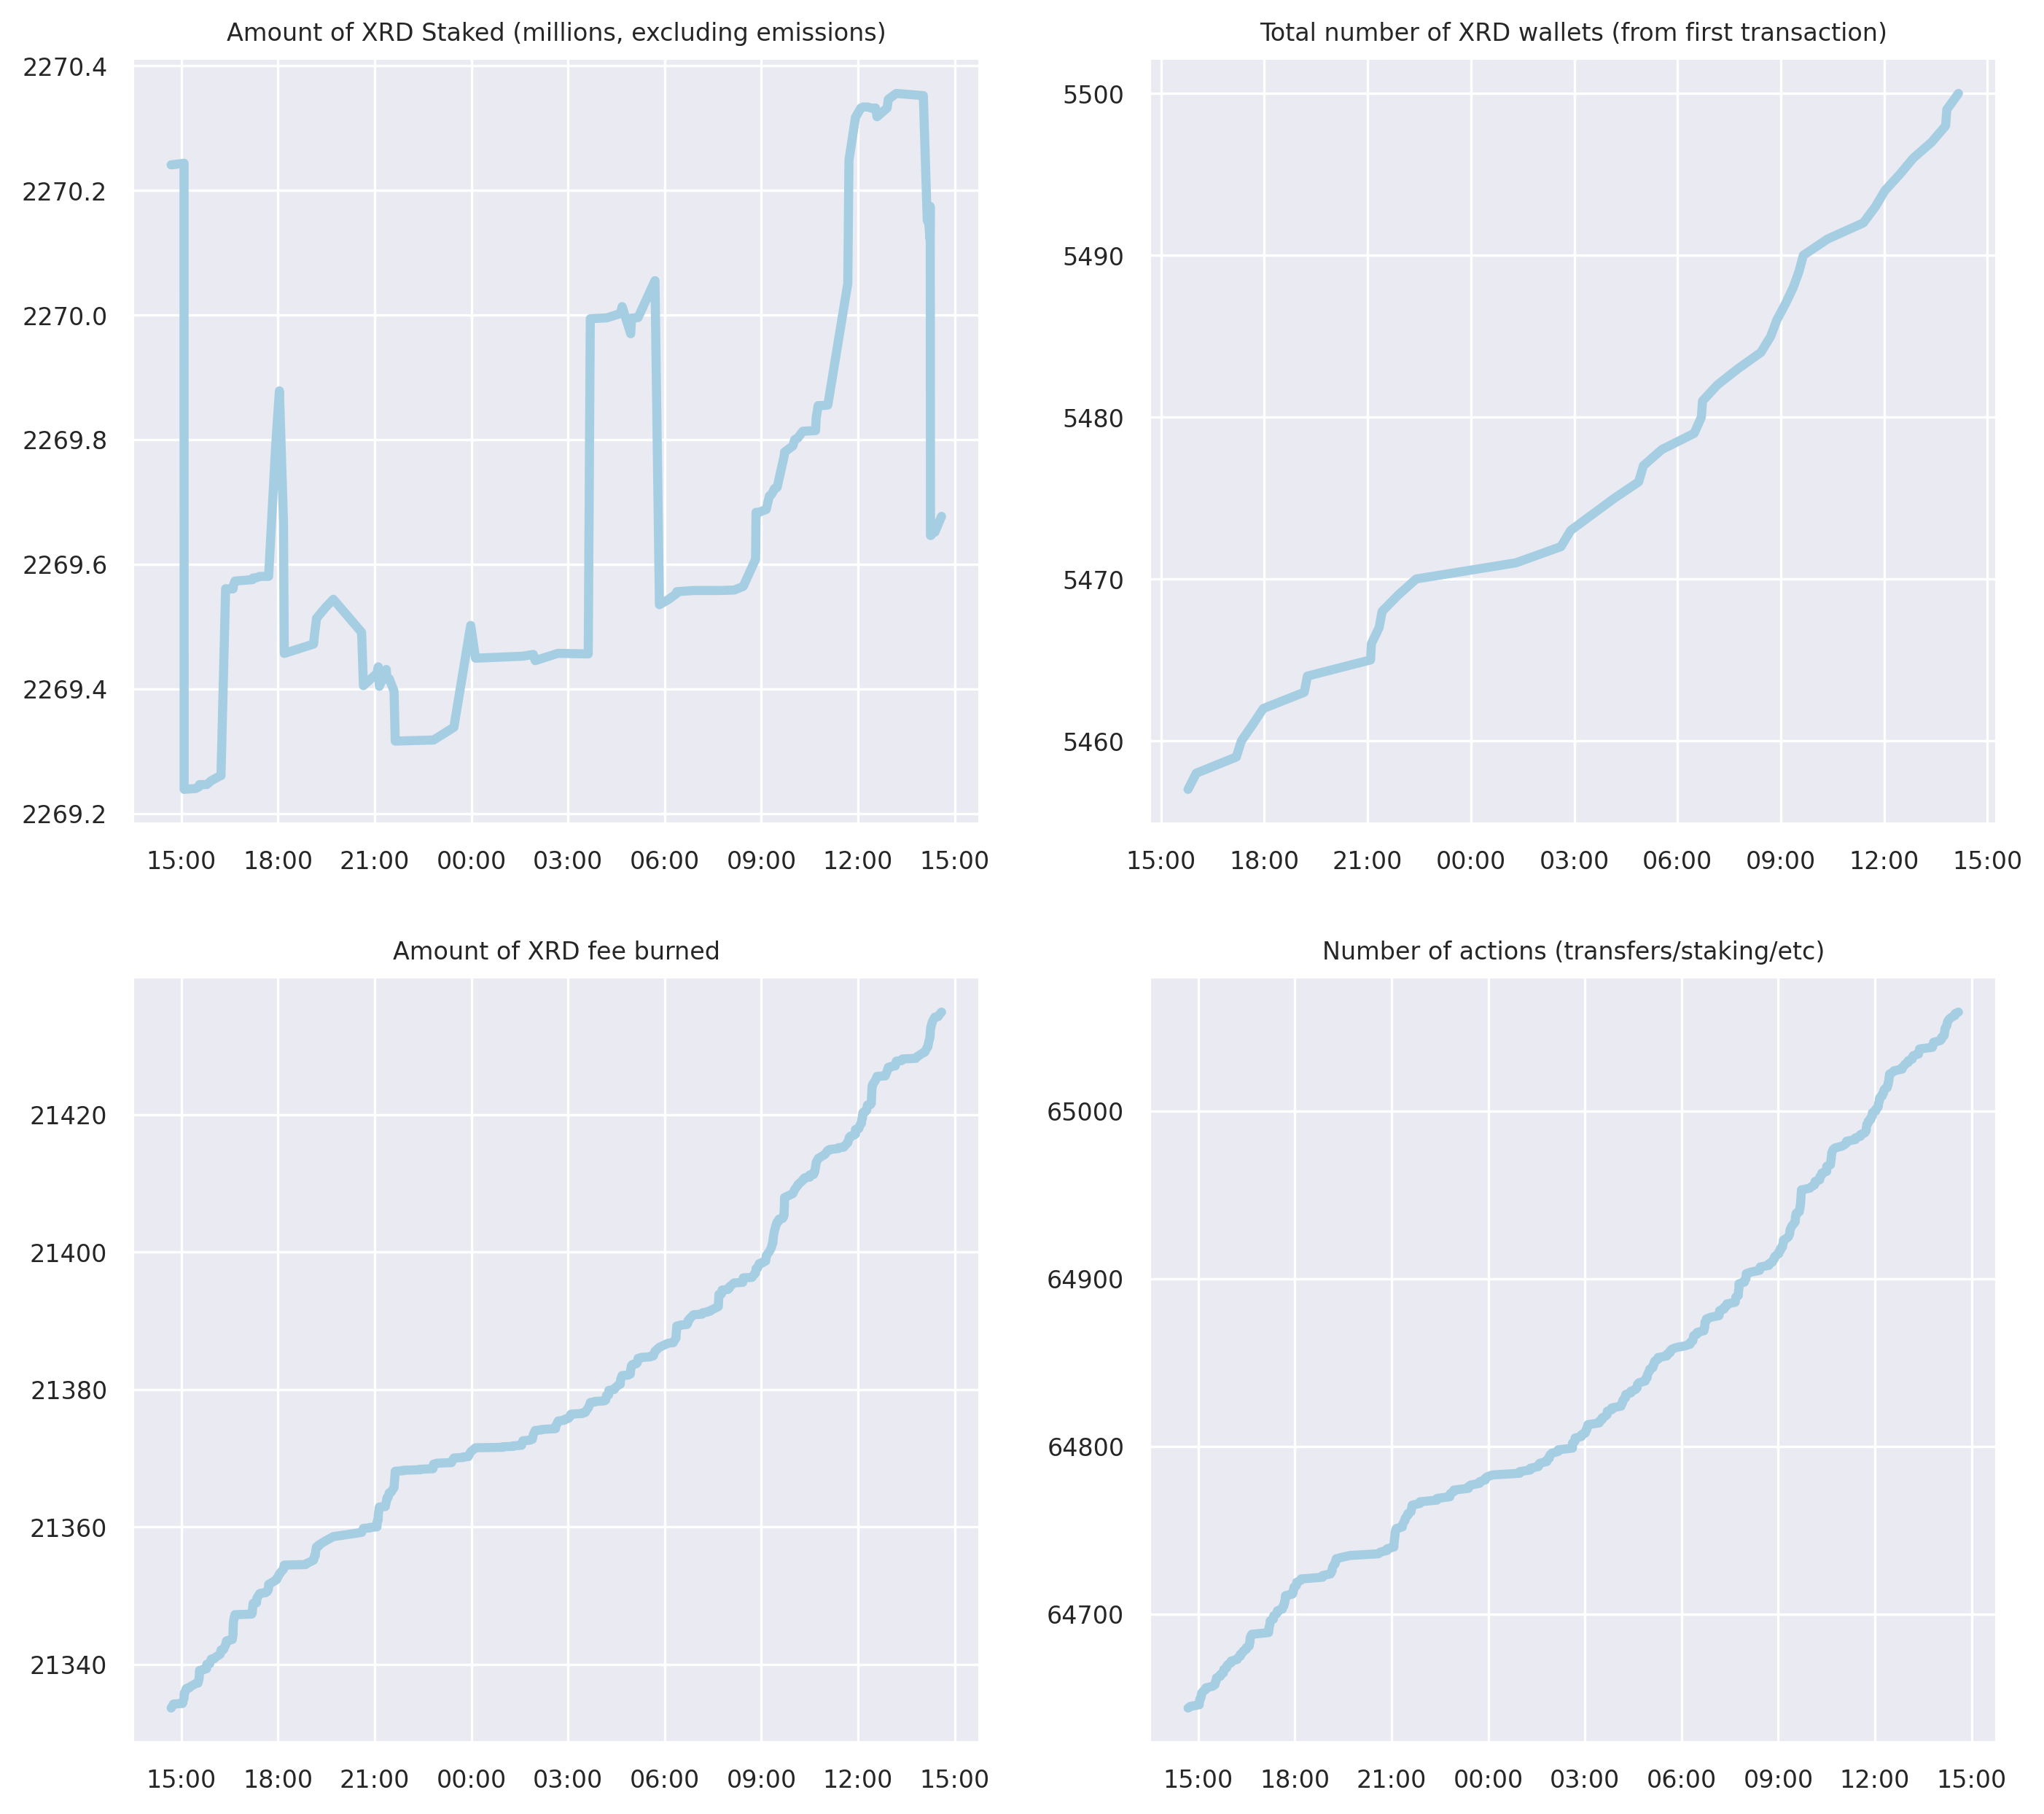 Amount of XRD Staked (millions, excluding emissions)
2270.4
2270.2
2270.0
2269.8
2269.6
2269.4
2269.2
15:00 18:00 21:00 00:00 03:00 06:00 09:00 12:00 15:00
Total number of XRD wallets (from first transaction)
5500
5490
5480
5470
5460
15:00 18:00 21:00 00:00 03:00 06:00 09:00 12:00 15:00
Amount of XRD fee burned
21420
21400
21380
21360
21340
15:00 18:00 21:00 00:00 03:00 06:00 09:00 12:00 15:00
Number of actions (transfers/staking/etc)
65000
64900
64800
64700
15:00 18:00 21:00 00:00 03:00 06:00 09:00 12:00 15:00